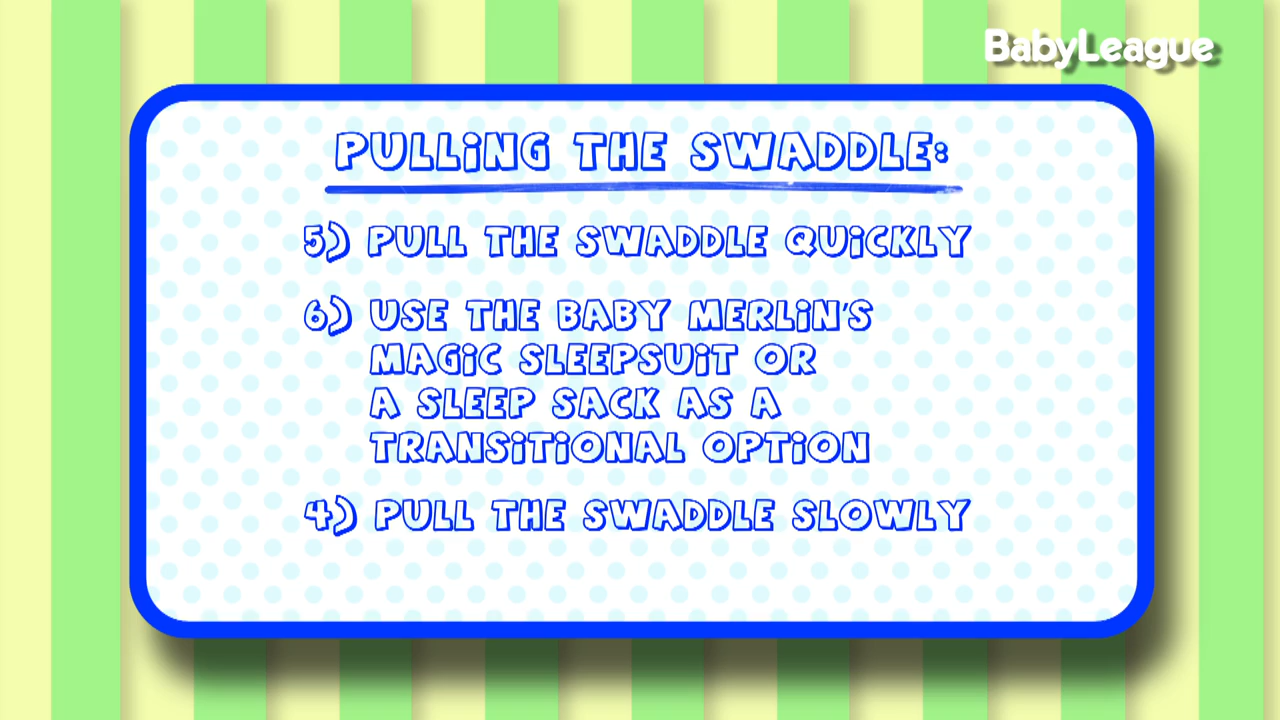 BabyLeague
PULLING THE SWADDLE:
5) PULL THE SWADDLE QUICKLY
6) USE THE BABY MERLIN'S
MAGIC SLEEPSUIT OR
A SLEEP SACK AS A
TRANSITIONAL OPTION
4) PULL THE SWADDLE SLOWLY